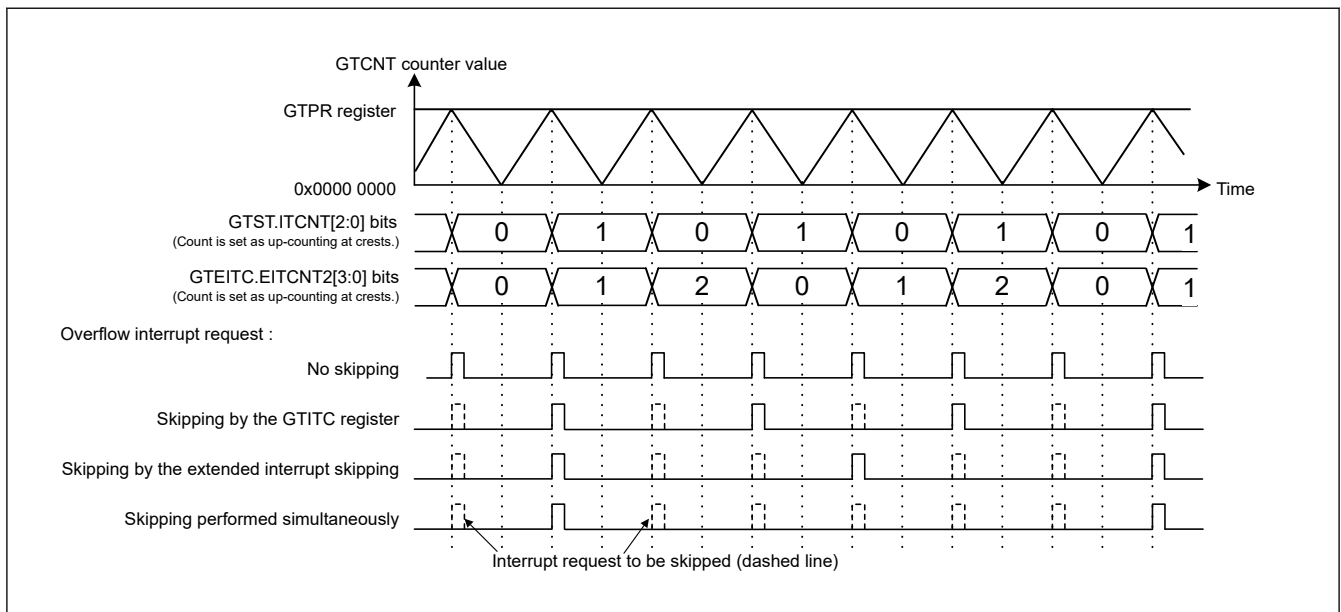 GTCNT counter value
GTPR register
0x0000 0000
Time
GTST.ITCNT[2:0] bits
(Count is set as up-counting at crests.)
0 1 0 1 0 1 0 1
GTEITC.EITCNT2[3:0] bits
(Count is set as up-counting at crests.)
0 1 2 0 1 2 0 1
Overflow interrupt request :
No skipping
Skipping by the GTITC register
Skipping by the extended interrupt skipping
Skipping performed simultaneously
Interrupt request to be skipped (dashed line)